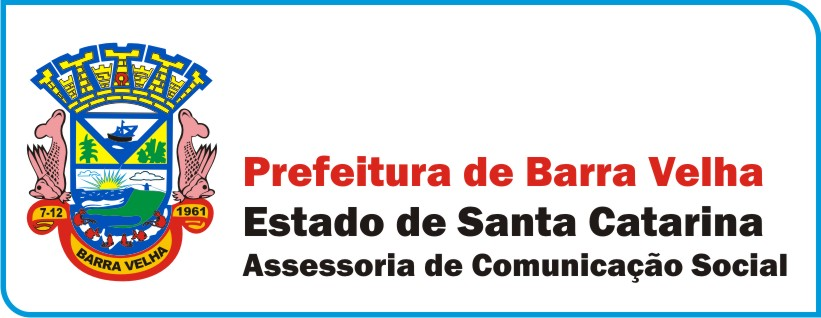 7-12
1961
BARRA VELHA
Prefeitura de Barra Velha
Estado de Santa Catarina
Assessoria de Comunicação Social